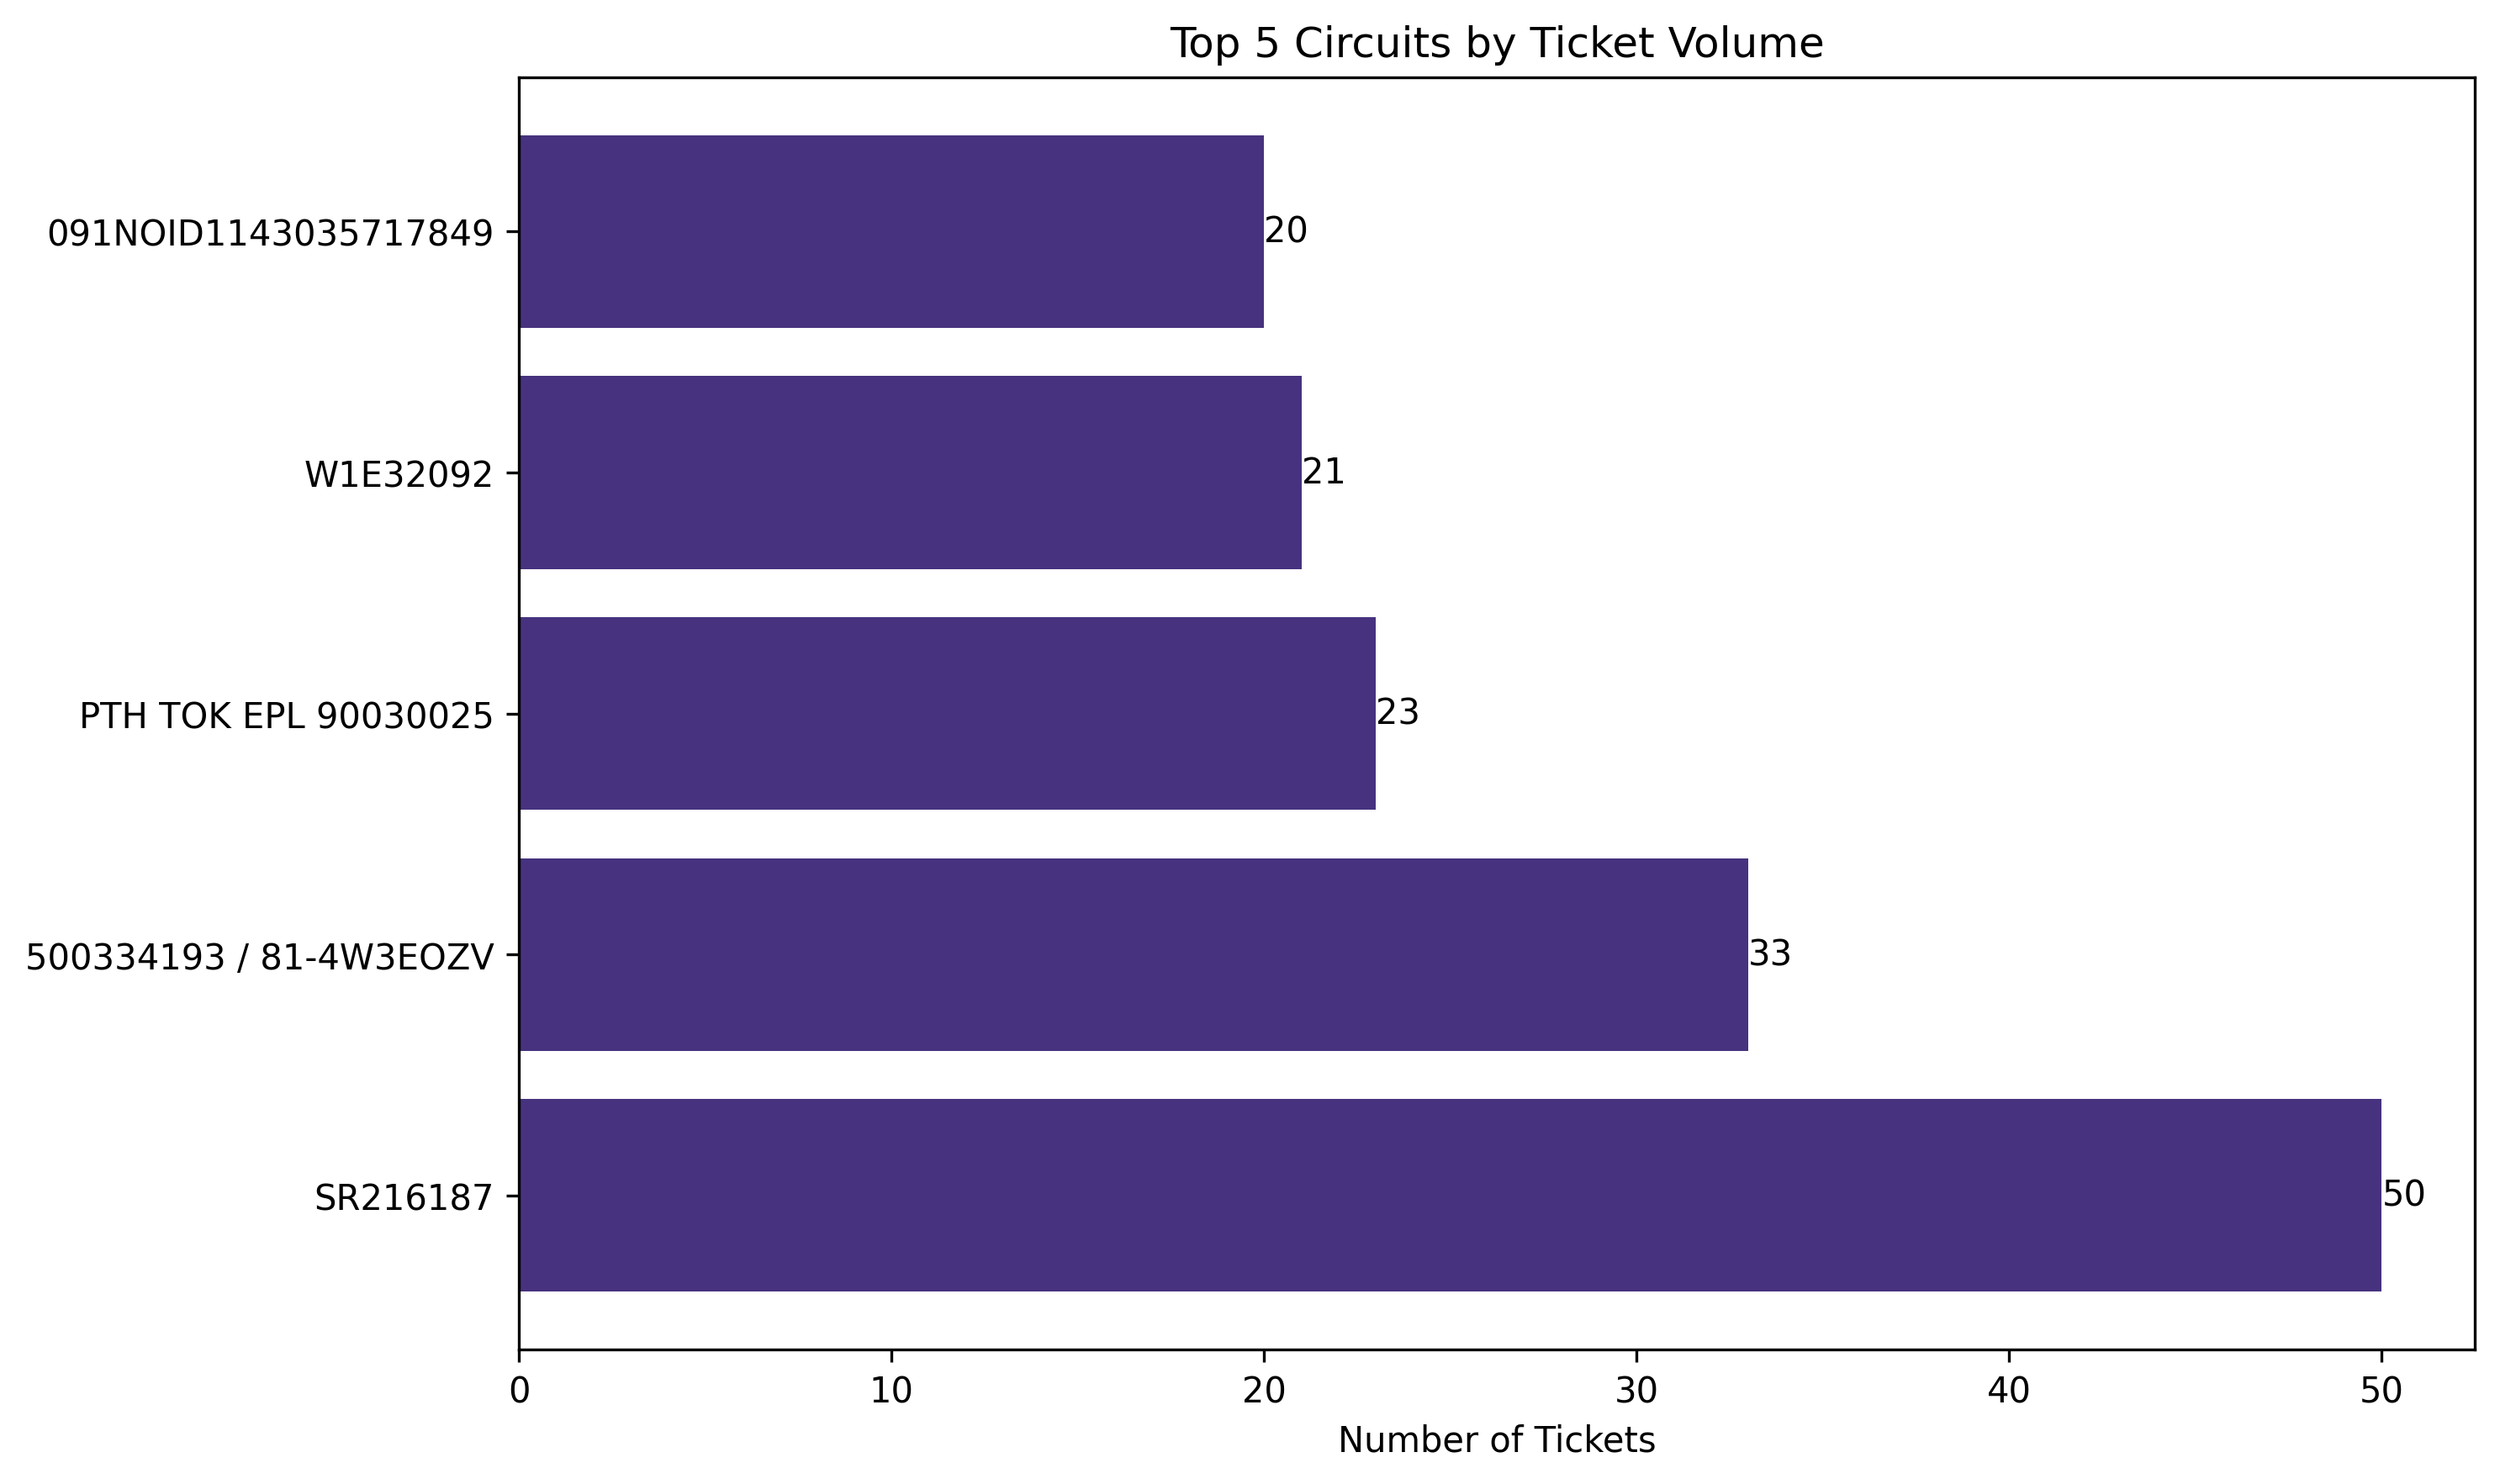 Top 5 Circuits by Ticket Volume
091NOID1143035717849
20
W1E32092
21
PTH TOK EPL 90030025
23
500334193 / 81-4W3EOZV
33
SR216187
50
0 10 20 30 40 50
Number of Tickets